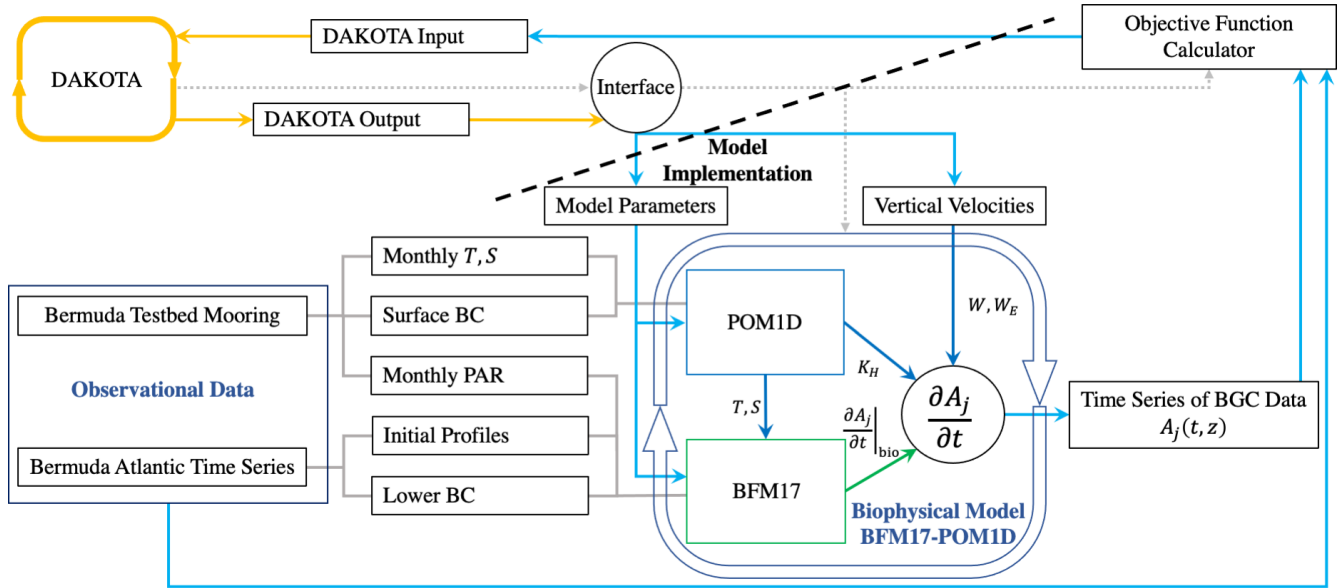 DAKOTA Input
Objective Function
Calculator
DAKOTA
Interface
DAKOTA Output
Model
Implementation
Model Parameters
Vertical Velocities
Monthly T, S
Bermuda Testbed Mooring
Surface BC
POM1D
W, W_E
Observational Data
Monthly PAR
K_H
T, S
∂A_j/∂t
∂A_j/∂t|bio
Time Series of BGC Data
A_j(t, z)
Initial Profiles
Bermuda Atlantic Time Series
Lower BC
BFM17
Biophysical Model
BFM17-POM1D